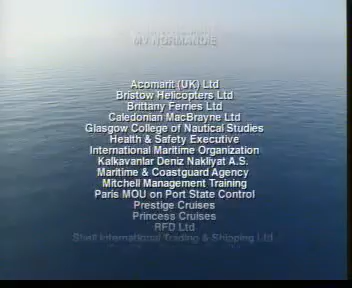 MV NORMANDIE
Acomarit (UK) Ltd
Bristow Helicopters Ltd
Brittany Ferries Ltd
Caledonian MacBrayne Ltd
Glasgow College of Nautical Studies
Health & Safety Executive
International Maritime Organization
Kalkavanlar Deniz Nakliyat A.S.
Maritime & Coastguard Agency
Mitchell Management Training
Paris MOU on Port State Control
Prestige Cruises
Princess Cruises
RFD Ltd
Shell International Trading & Shipping Ltd